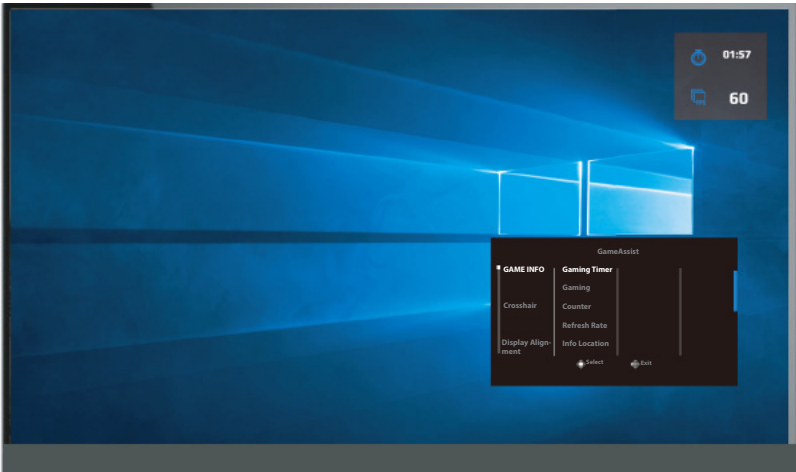 01:57
60
GameAssist
GAME INFO
Gaming Timer
Gaming
Crosshair
Counter
Refresh Rate
Display Align-
ment
Info Location
Select
Exit